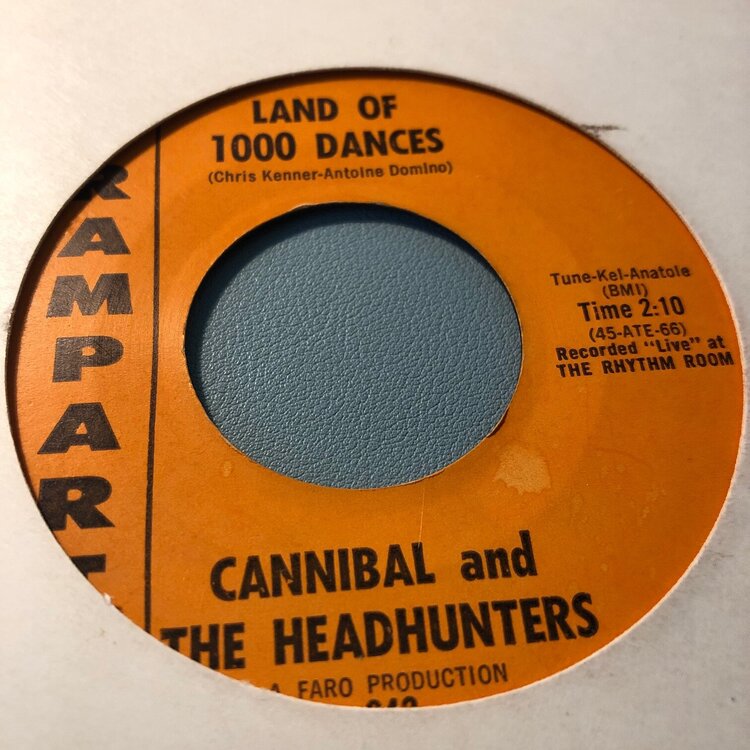 LAND OF
1000 DANCES
(Chris Kenner-Antoine Domino)
RAMPART
Tune-Kel-Anatole
(BMI)
Time 2:10
(45-ATE-66)
Recorded "Live" at
THE RHYTHM ROOM
CANNIBAL and
THE HEADHUNTERS
A FARO PRODUCTION